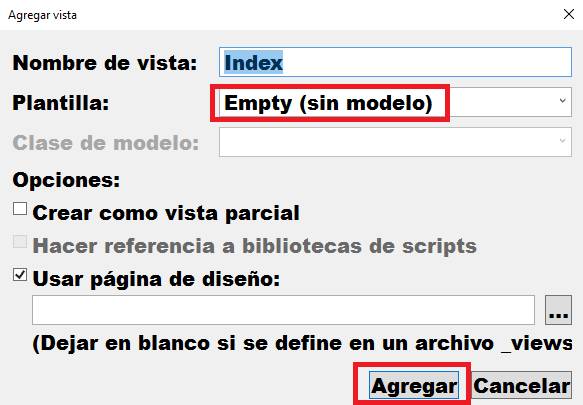 Agregar vista
Nombre de vista: Index
Plantilla: Empty (sin modelo)
Clase de modelo:
Opciones:
Crear como vista parcial
Hacer referencia a bibliotecas de scripts
Usar página de diseño:
...
(Dejar en blanco si se define en un archivo _views
Agregar Cancelar